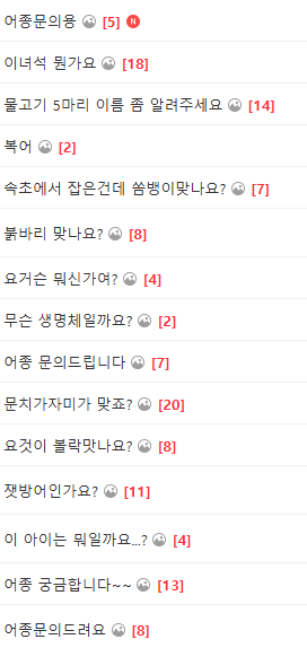 어종문의용 [5] N
이녀석 뭔가요 [18]
물고기 5마리 이름 좀 알려주세요 [14]
복어 [2]
속초에서 잡은건데 쏨뱅이맞나요? [7]
붉바리 맞나요? [8]
요거슨 뭐신가여? [4]
무슨 생명체일까요? [2]
어종 문의드립니다 [7]
문치가자미가 맞죠? [20]
요것이 볼락맛나요? [8]
잿방어인가요? [11]
이 아이는 뭐일까요...? [4]
어종 궁금합니다~~ [13]
어종문의드려요 [8]